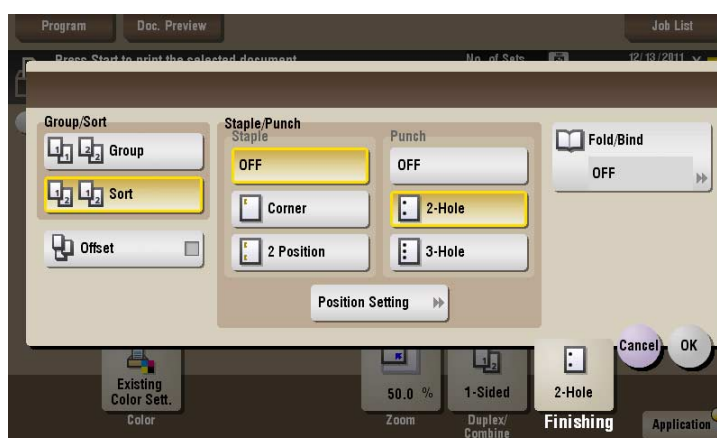 Program
Doc. Preview
Job List
Press Start to print the selected document
No. of Sets
12/13/2011
Group/Sort
Group
Sort
Offset
Staple/Punch
Staple
OFF
Corner
2 Position
Punch
OFF
2-Hole
3-Hole
Position Setting
Fold/Bind
OFF
Cancel
OK
Existing
Color Sett.
Color
50.0 %
Zoom
1-Sided
Duplex/
Combine
2-Hole
Finishing
Application